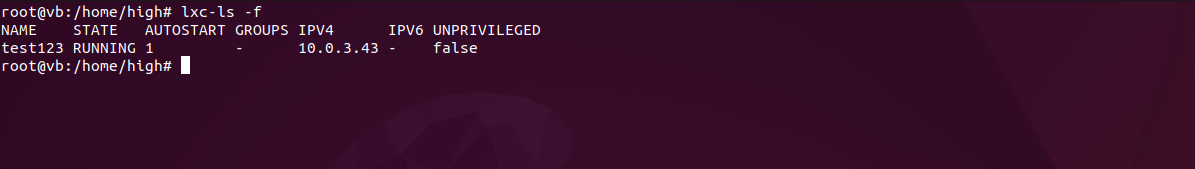 root@vb:/home/high# lxc-ls -f
NAME    STATE   AUTOSTART GROUPS IPV4      IPV6 UNPRIVILEGED
test123 RUNNING 1         -      10.0.3.43 -    false
root@vb:/home/high#